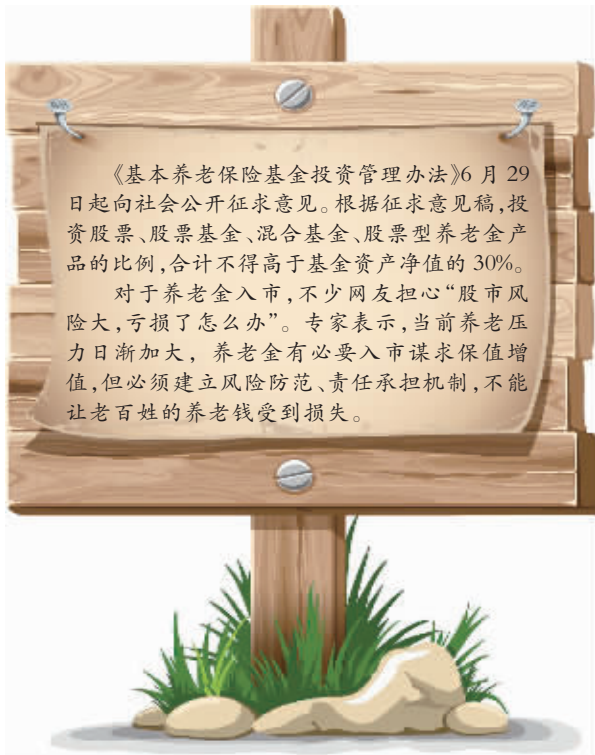 《基本养老保险基金投资管理办法》6 月 29
日起向社会公开征求意见。根据征求意见稿,投
资股票、股票基金、混合基金、股票型养老金产
品的比例,合计不得高于基金资产净值的 30%。
对于养老金入市,不少网友担心“股市风
险大,亏损了怎么办”。专家表示,当前养老压
力日渐加大,养老金有必要入市谋求保值增
值,但必须建立风险防范、责任承担机制,不能
让老百姓的养老钱受到损失。